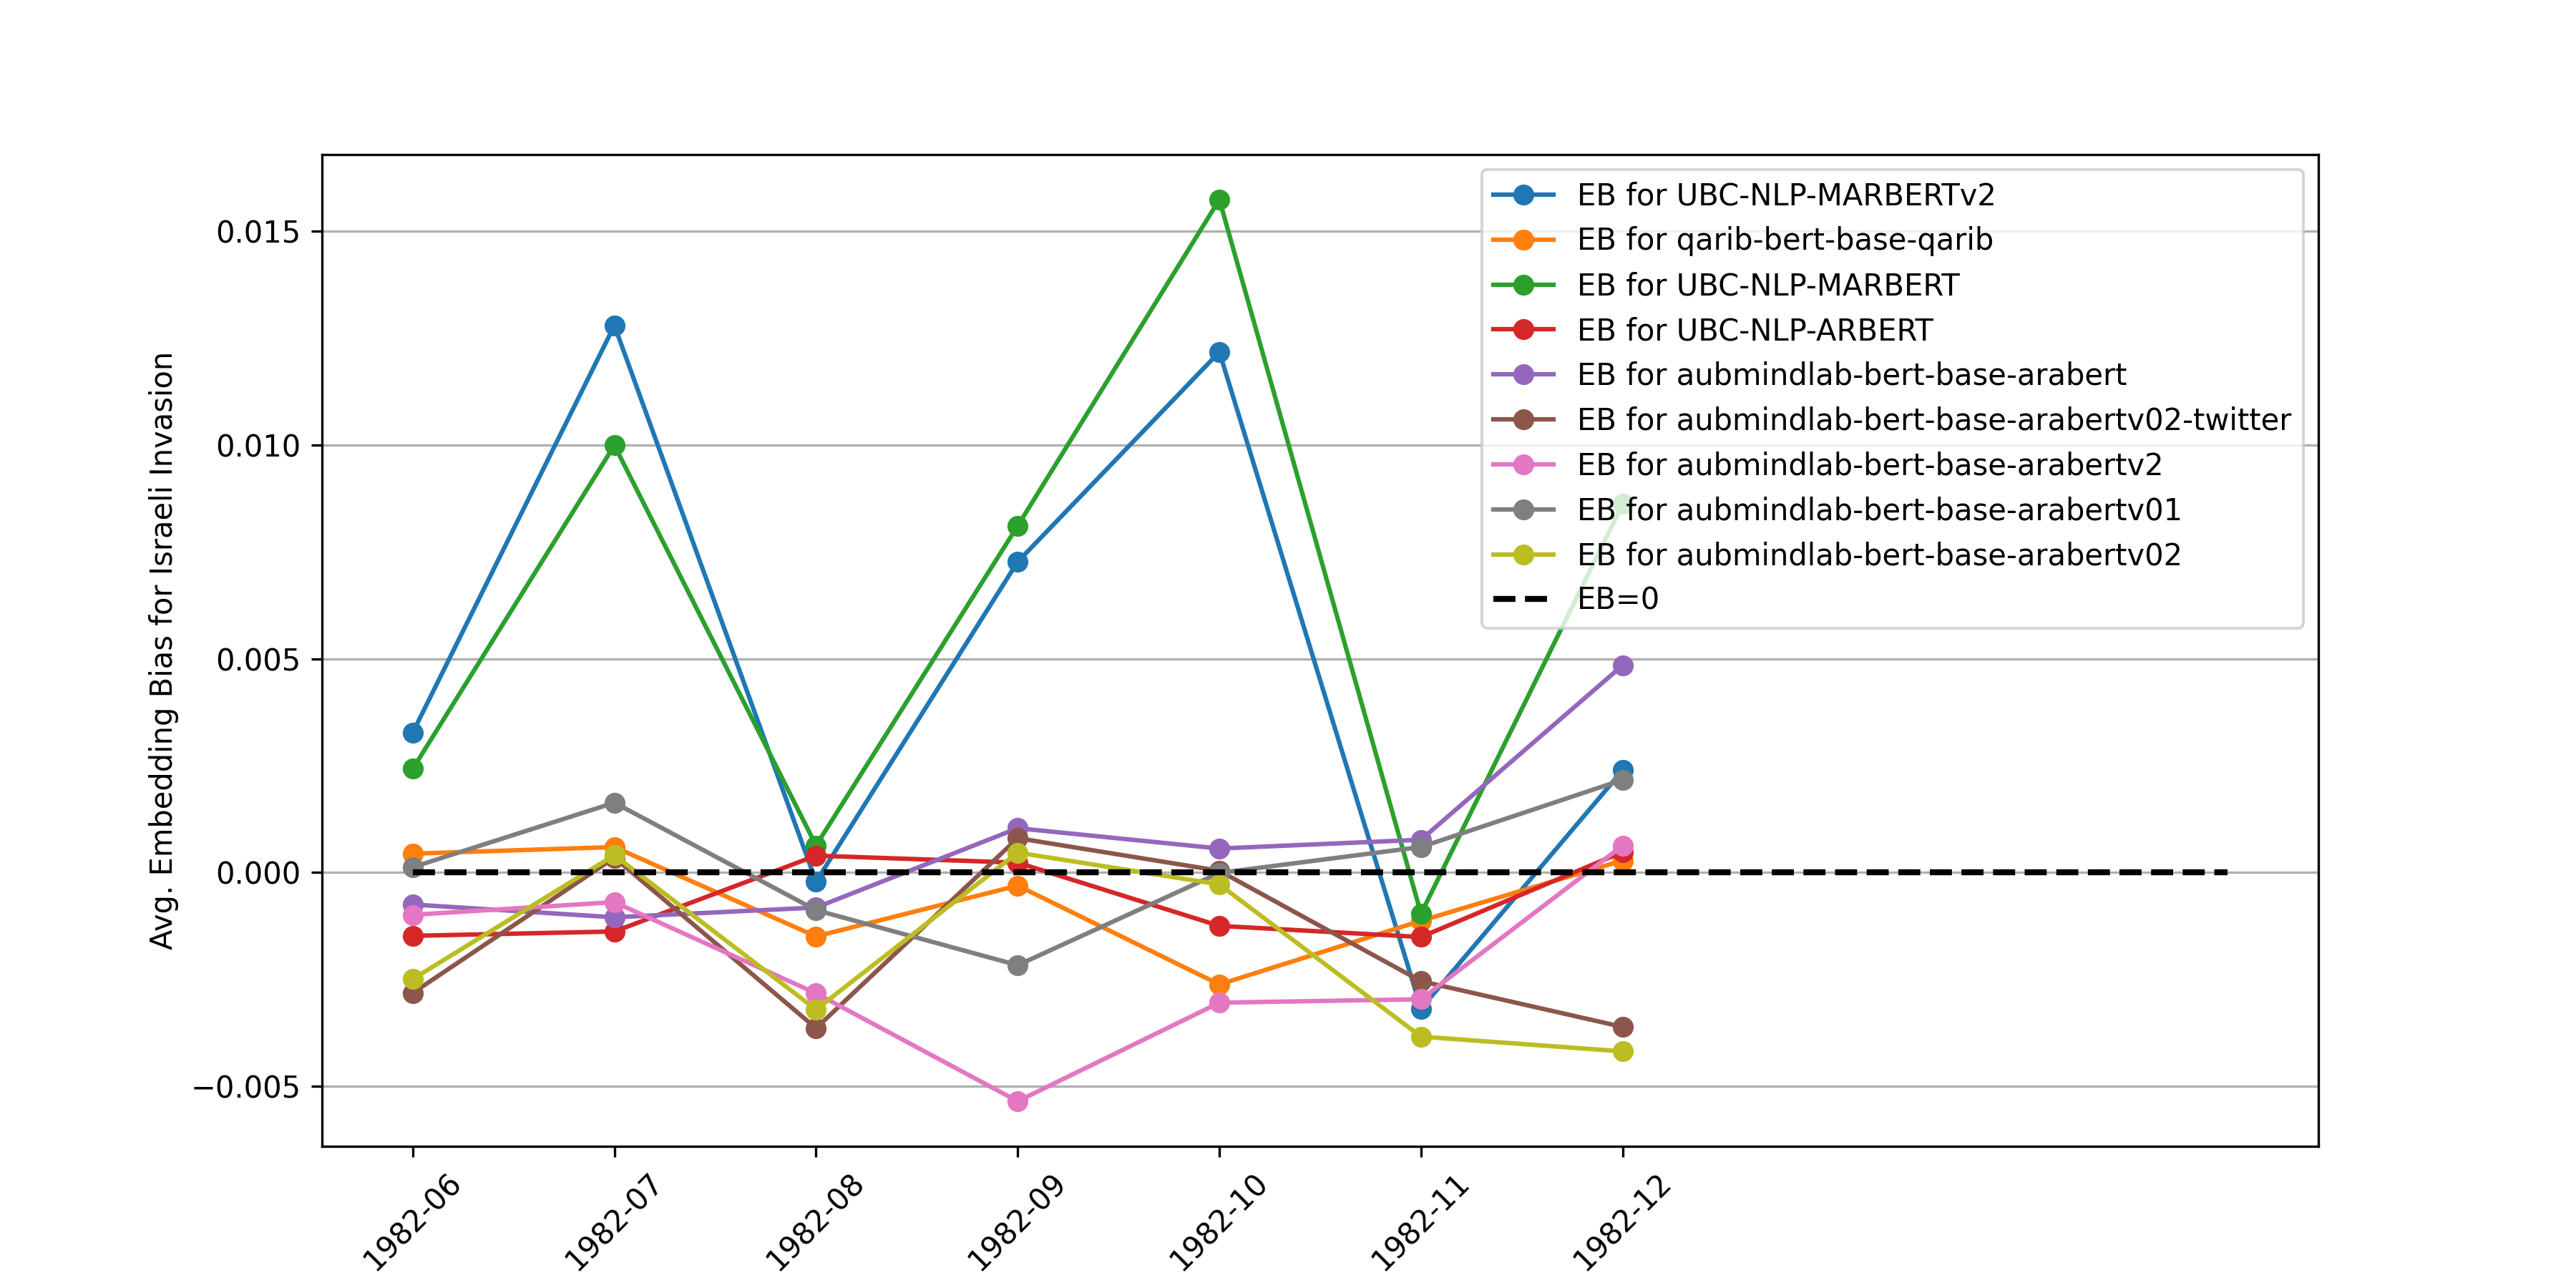 EB for UBC-NLP-MARBERTv2
EB for qarib-bert-base-qarib
EB for UBC-NLP-MARBERT
EB for UBC-NLP-ARBERT
EB for aubmindlab-bert-base-arabert
EB for aubmindlab-bert-base-arabertv02-twitter
EB for aubmindlab-bert-base-arabertv2
EB for aubmindlab-bert-base-arabertv01
EB for aubmindlab-bert-base-arabertv02
EB=0
Avg. Embedding Bias for Israeli Invasion
0.015
0.010
0.005
0.000
−0.005
1982-06
1982-07
1982-08
1982-09
1982-10
1982-11
1982-12